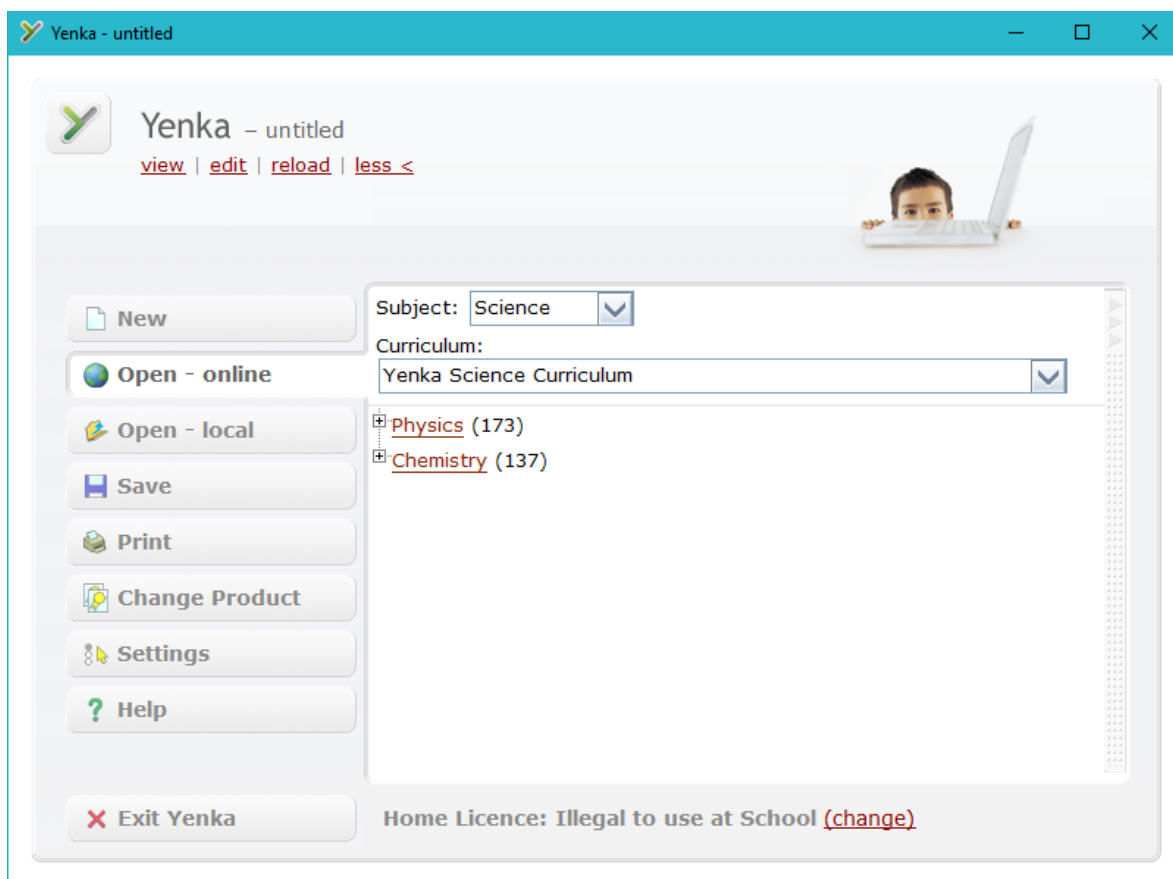 Yenka - untitled
Yenka – untitled
view | edit | reload | less <
New
Open - online
Open - local
Save
Print
Change Product
Settings
Help
Exit Yenka
Subject: Science
Curriculum:
Yenka Science Curriculum
Physics (173)
Chemistry (137)
Home Licence: Illegal to use at School (change)